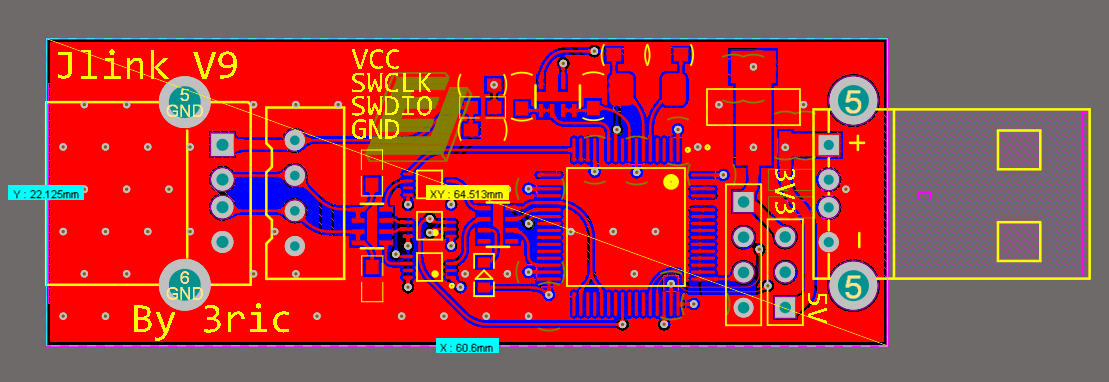 Jlink V9
VCC
SWCLK
SWDIO
GND
5
GND
5
+
3V3
Y : 22.125mm
XY : 64.513mm
-
6
GND
5
5V
By 3ric
X : 60.6mm